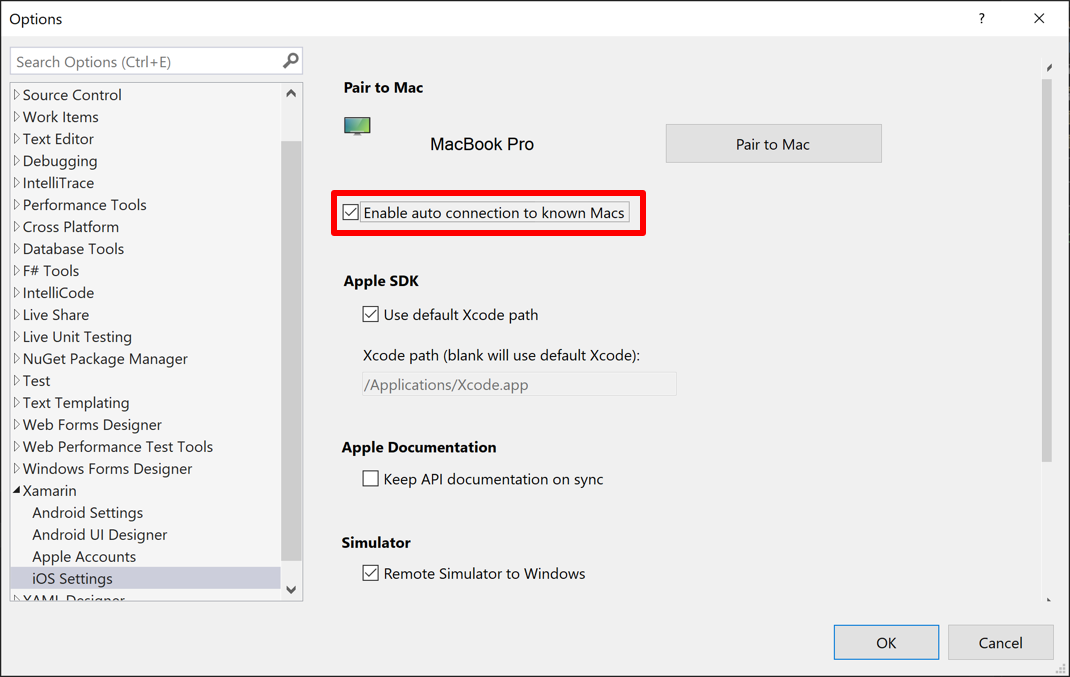 Options
?
Search Options (Ctrl+E)
Source Control
Work Items
Text Editor
Debugging
IntelliTrace
Performance Tools
Cross Platform
Database Tools
F# Tools
IntelliCode
Live Share
Live Unit Testing
NuGet Package Manager
Test
Text Templating
Web Forms Designer
Web Performance Test Tools
Windows Forms Designer
Xamarin
Android Settings
Android UI Designer
Apple Accounts
iOS Settings
XAML Designer
Pair to Mac
MacBook Pro
Pair to Mac
Enable auto connection to known Macs
Apple SDK
Use default Xcode path
Xcode path (blank will use default Xcode):
/Applications/Xcode.app
Apple Documentation
Keep API documentation on sync
Simulator
Remote Simulator to Windows
OK
Cancel